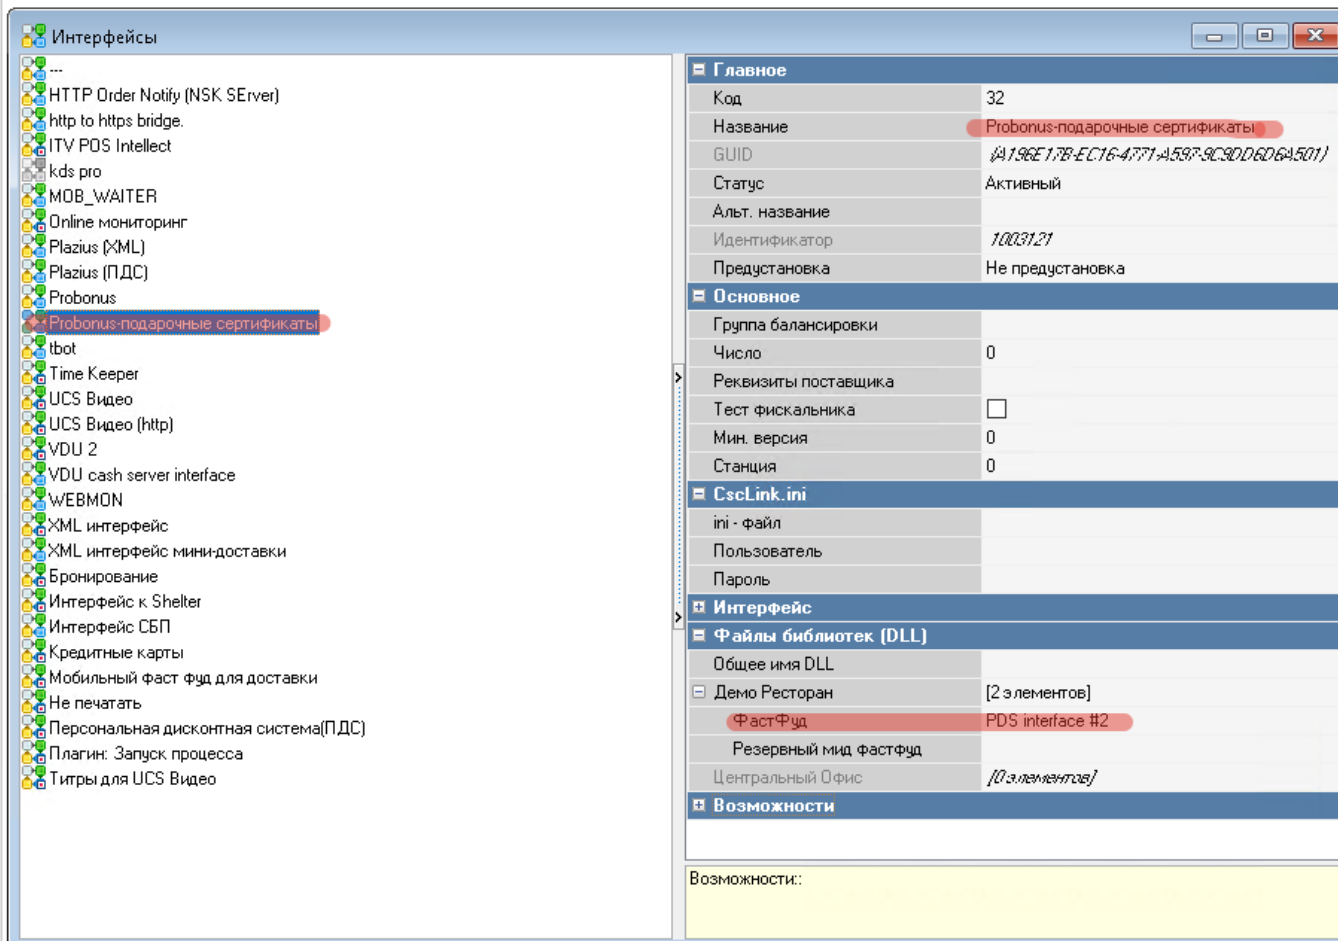 Интерфейсы
---
HTTP Order Notify (NSK SErver)
http to https bridge.
ITV POS Intellect
kds pro
MOB_WAITER
Online мониторинг
Plazius (XML)
Plazius (ПДС)
Probonus
Probonus-подарочные сертификаты
tbot
Time Keeper
UCS Видео
UCS Видео (http)
VDU 2
VDU cash server interface
WEBMON
XML интерфейс
XML интерфейс мини-доставки
Бронирование
Интерфейс к Shelter
Интерфейс СБП
Кредитные карты
Мобильный фаст фуд для доставки
Не печатать
Персональная дисконтная система(ПДС)
Плагин: Запуск процесса
Титры для UCS Видео
Главное
Код 32
Название Probonus-подарочные сертификаты
GUID {A196E17B-EC16-4771-A597-9C9DD6D6A501}
Статус Активный
Альт. название
Идентификатор 1003121
Предустановка Не предустановка
Основное
Группа балансировки
Число 0
Реквизиты поставщика
Тест фискальника
Мин. версия 0
Станция 0
CscLink.ini
ini - файл
Пользователь
Пароль
Интерфейс
Файлы библиотек (DLL)
Общее имя DLL
Демо Ресторан [2 элементов]
ФастФуд PDS interface #2
Резервный мид фастфуд
Центральный Офис [0 элементов]
Возможности
Возможности::